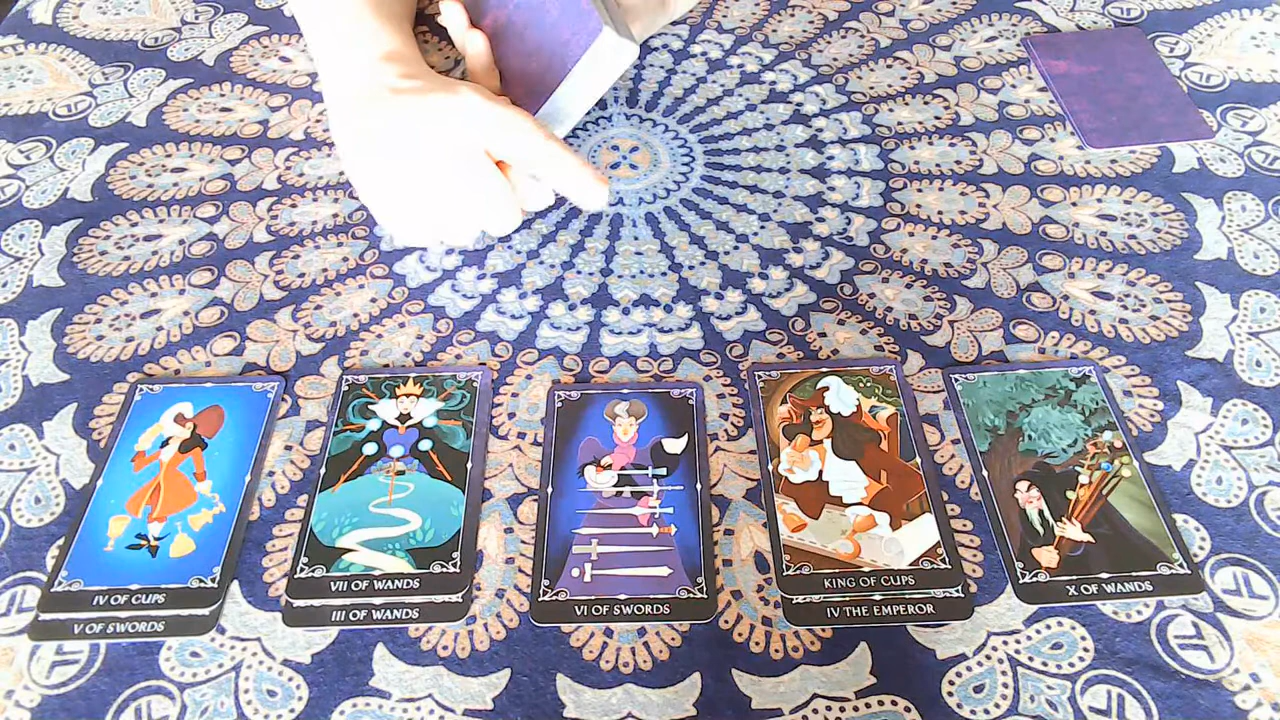 IV OF CUPS
V OF SWORDS
VII OF WANDS
III OF WANDS
VI OF SWORDS
KING OF CUPS
IV THE EMPEROR
X OF WANDS